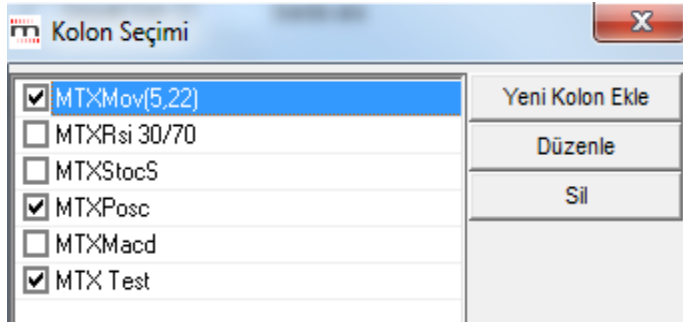 Kolon Seçimi
MTXMov(5,22)
MTXRsi 30/70
MTXStocS
MTXPosc
MTXMacd
MTX Test
Yeni Kolon Ekle
Düzenle
Sil